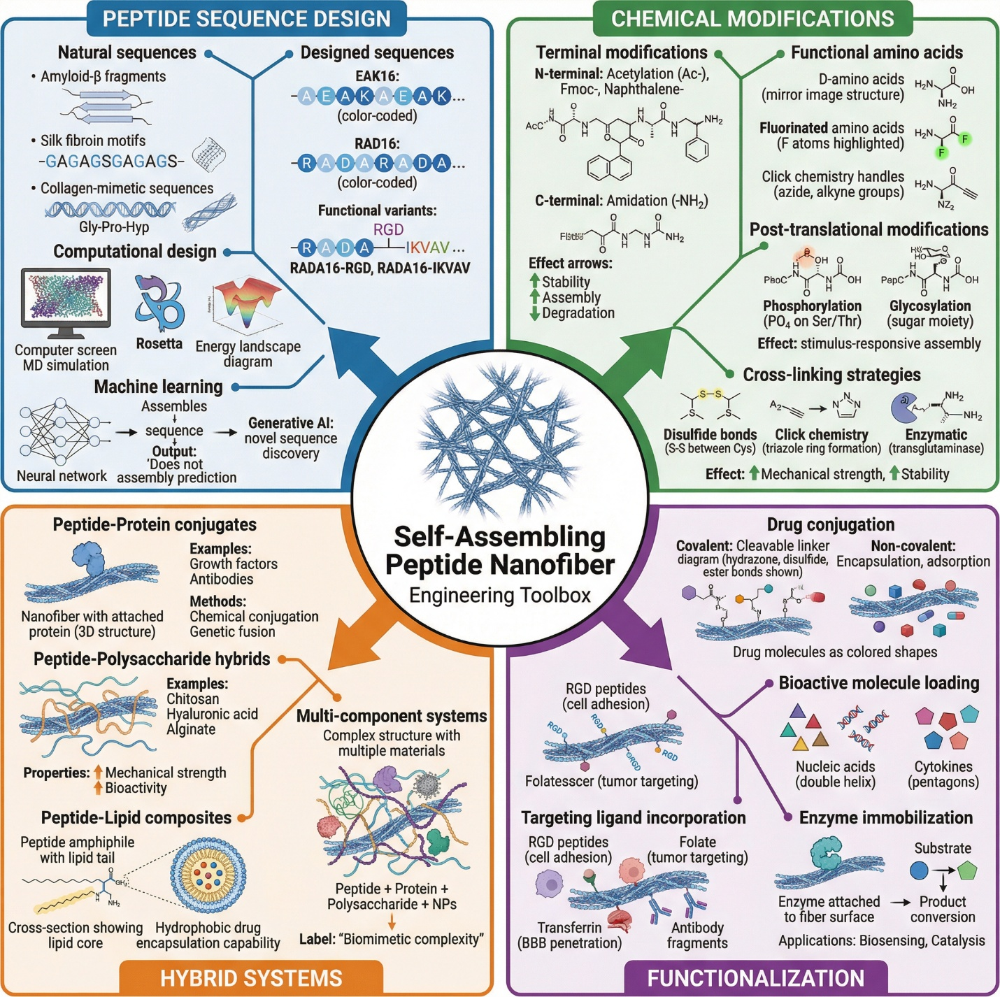 PEPTIDE SEQUENCE DESIGN
Natural sequences
• Amyloid-β fragments
• Silk fibroin motifs
-GAGAGSGAGAGS-
• Collagen-mimetic sequences
Gly-Pro-Hyp
Designed sequences
EAK16:
A E A K A E A K ...
(color-coded)
RAD16:
R A D A R A D A ...
(color-coded)
Functional variants:
RGD
R A D A IKVAV ...
RADA16-RGD, RADA16-IKVAV
Computational design
Computer screen
MD simulation
Rosetta
Energy landscape
diagram
Machine learning
Neural network
Assembles
sequence
Output:
'Does not
assembly prediction
Generative AI:
novel sequence
discovery
CHEMICAL MODIFICATIONS
Terminal modifications
N-terminal: Acetylation (Ac-),
Fmoc-, Naphthalene-
AcC
H
N
O
O
H
N
O
O
H
N
O
N
H
NH₂
C-terminal: Amidation (-NH₂)
O
O
N
H
N
H
O
NH₂
Effect arrows:
Stability
Assembly
Degradation
Functional amino acids
D-amino acids
(mirror image structure)
H₂N
O
OH
NH₂
Fluorinated amino acids
(F atoms highlighted)
H₂N
O
F
F
Click chemistry handles
(azide, alkyne groups)
H₂N
O
NZ₂
Post-translational modifications
OH
PhoC
H
N
O
N
H
O
OH
Phosphorylation
(PO₄ on Ser/Thr)
PepC
H
N
O
N
H
O
OH
Glycosylation
(sugar moiety)
Effect: stimulus-responsive assembly
Cross-linking strategies
S S
S
S
Disulfide bonds
(S-S between Cys)
A₂
N N N
Click chemistry
(triazole ring formation)
NH₂
NH₂
Enzymatic
(transglutaminase)
Effect: Mechanical strength, Stability
Self-Assembling
Peptide Nanofiber
Engineering Toolbox
Peptide-Protein conjugates
Nanofiber with attached
protein (3D structure)
Examples:
Growth factors
Antibodies
Methods:
Chemical conjugation
Genetic fusion
Peptide-Polysaccharide hybrids
Examples:
Chitosan
Hyaluronic acid
Alginate
Properties: Mechanical strength
Bioactivity
Peptide-Lipid composites
Peptide amphiphile
with lipid tail
O
N
H
NH₂
Cross-section showing
lipid core
Hydrophobic drug
encapsulation capability
Multi-component systems
Complex structure with
multiple materials
Peptide + Protein +
Polysaccharide + NPs
Label: “Biomimetic complexity”
HYBRID SYSTEMS
Drug conjugation
Covalent: Cleavable linker
diagram (hydrazone, disulfide,
ester bonds shown)
Non-covalent:
Encapsulation, adsorption
Drug molecules as colored shapes
RGD peptides
(cell adhesion)
RGD
RGD
RGD
RGD
Folatesscer (tumor targeting)
Bioactive molecule loading
Nucleic acids
(double helix)
Cytokines
(pentagons)
Targeting ligand incorporation
RGD peptides
(cell adhesion)
Folate
(tumor targeting)
Transferrin
(BBB penetration)
Antibody
fragments
Enzyme immobilization
Substrate
Enzyme attached
to fiber surface
Product
conversion
Applications: Biosensing, Catalysis
FUNCTIONALIZATION